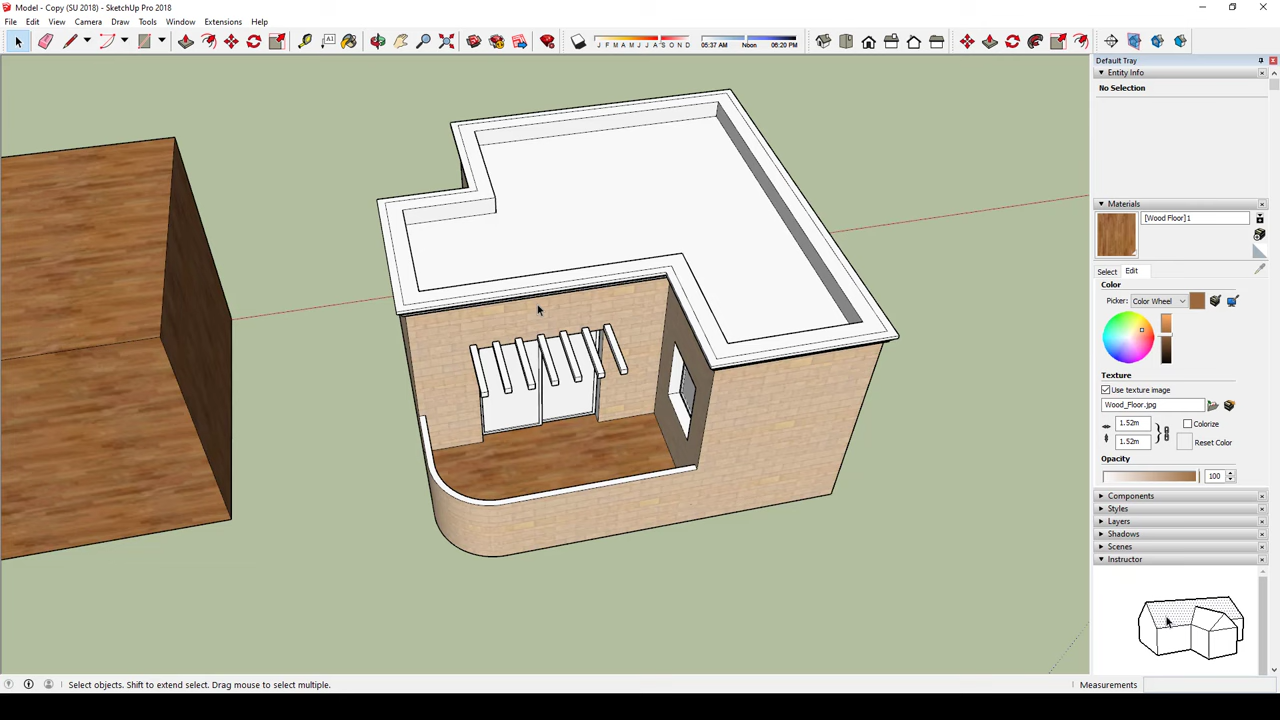 Model - Copy (SU 2018) - SketchUp Pro 2018
File Edit View Camera Draw Tools Window Extensions Help
J F M A M J J A S O N D
05:37 AM Noon 06:20 PM
Default Tray
Entity Info
No Selection
Materials
[Wood Floor]1
Select Edit
Color
Picker: Color Wheel
Texture
Use texture image
Wood_Floor.jpg
1.52m
Colorize
1.52m
Reset Color
Opacity
100
Components
Styles
Layers
Shadows
Scenes
Instructor
Select objects. Shift to extend select. Drag mouse to select multiple.
Measurements